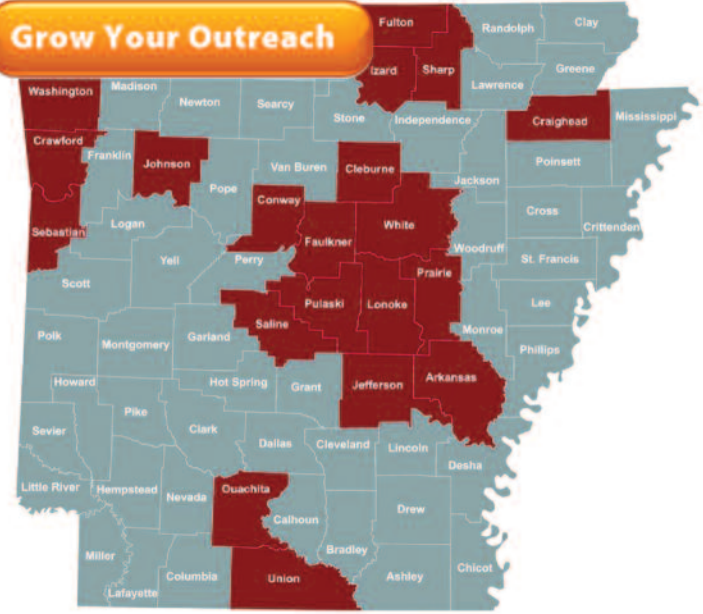 Grow Your Outreach
Fulton
Randolph
Clay
izard
Sharp
Greene
Lawrence
Washington
Madison
Newton
Searcy
Stone
Independence
Craighead
Mississippi
Crawford
Franklin
Johnson
Van Buren
Cleburne
Poinsett
Pope
Jackson
Conway
Sebastian
Logan
Faulkner
White
Cross
Crittenden
Woodruff
Yell
Perry
St. Francis
Scott
Prairie
Pulaski
Lonoke
Lee
Saline
Polk
Montgomery
Garland
Monroe
Phillips
Howard
Hot Spring
Grant
Jefferson
Arkansas
Pike
Sevier
Clark
Dallas
Cleveland
Lincoln
Desha
Little River
Hempstead
Nevada
Ouachita
Calhoun
Drew
Miller
Bradley
Lafayette
Columbia
Union
Ashley
Chicot